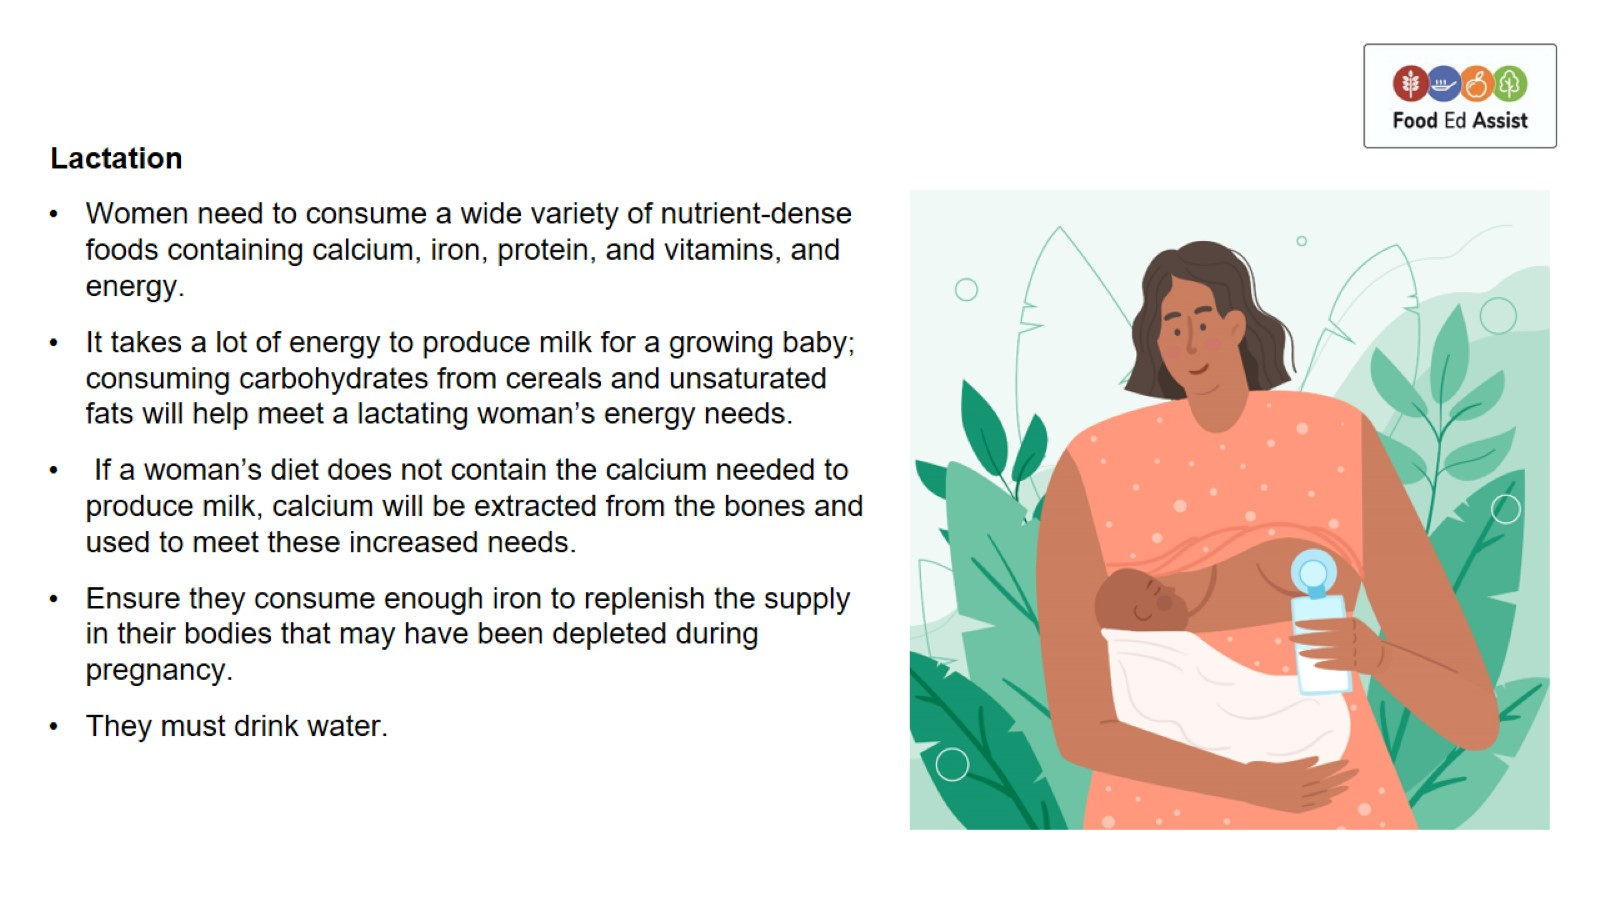 Food Ed Assist
Lactation
• Women need to consume a wide variety of nutrient-dense
foods containing calcium, iron, protein, and vitamins, and
energy.
• It takes a lot of energy to produce milk for a growing baby;
consuming carbohydrates from cereals and unsaturated
fats will help meet a lactating woman’s energy needs.
• If a woman’s diet does not contain the calcium needed to
produce milk, calcium will be extracted from the bones and
used to meet these increased needs.
• Ensure they consume enough iron to replenish the supply
in their bodies that may have been depleted during
pregnancy.
• They must drink water.